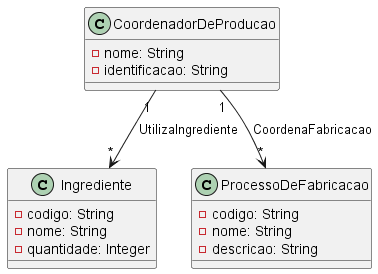 C CoordenadorDeProducao
nome: String
identificacao: String
1 1
UtilizaIngrediente CoordenaFabricacao
* *
C Ingrediente
codigo: String
nome: String
quantidade: Integer
C ProcessoDeFabricacao
codigo: String
nome: String
descricao: String